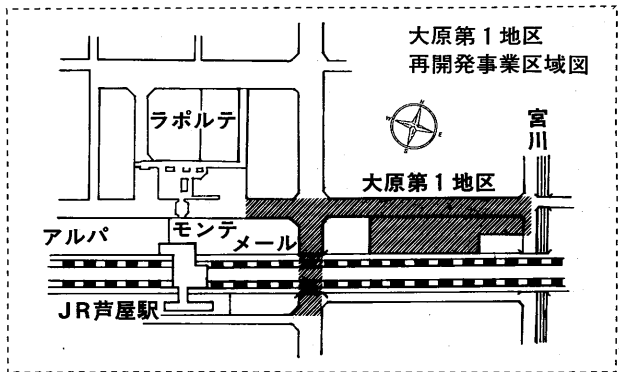 大原第1地区
再開発事業区域図
ラポルテ
宮川
大原第1地区
モンテ
メール
アルパ
JR芦屋駅